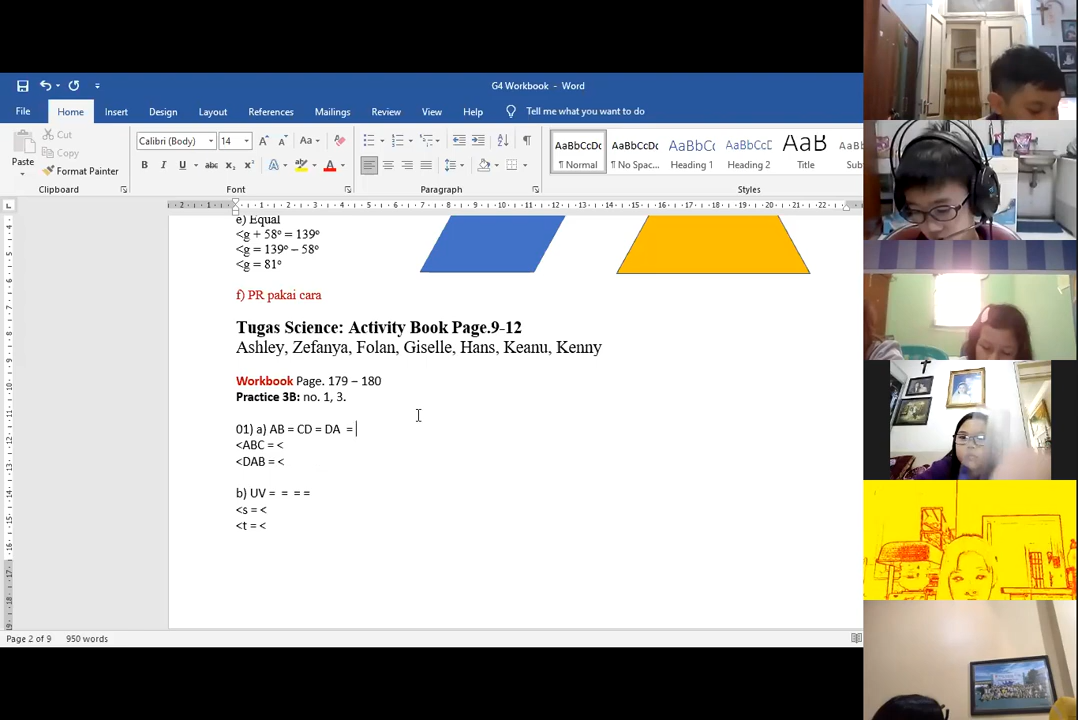 G4 Workbook - Word
File Home Insert Design Layout References Mailings Review View Help Tell me what you want to do
Paste
Cut
Copy
Format Painter
Calibri (Body) 14
AaBbCcDc AaBbCcDc AaBbCc AaBbCcD AaB
¶ Normal ¶ No Spac... Heading 1 Heading 2 Title
Clipboard Font Paragraph Styles
e) Equal
<g + 58º = 139º
<g = 139º – 58º
<g = 81º
f) PR pakai cara
Tugas Science: Activity Book Page.9-12
Ashley, Zefanya, Folan, Giselle, Hans, Keanu, Kenny
Workbook Page. 179 – 180
Practice 3B: no. 1, 3.
01) a) AB = CD = DA =
<ABC = <
<DAB = <
b) UV = = = =
<s = <
<t = <
Page 2 of 9 950 words